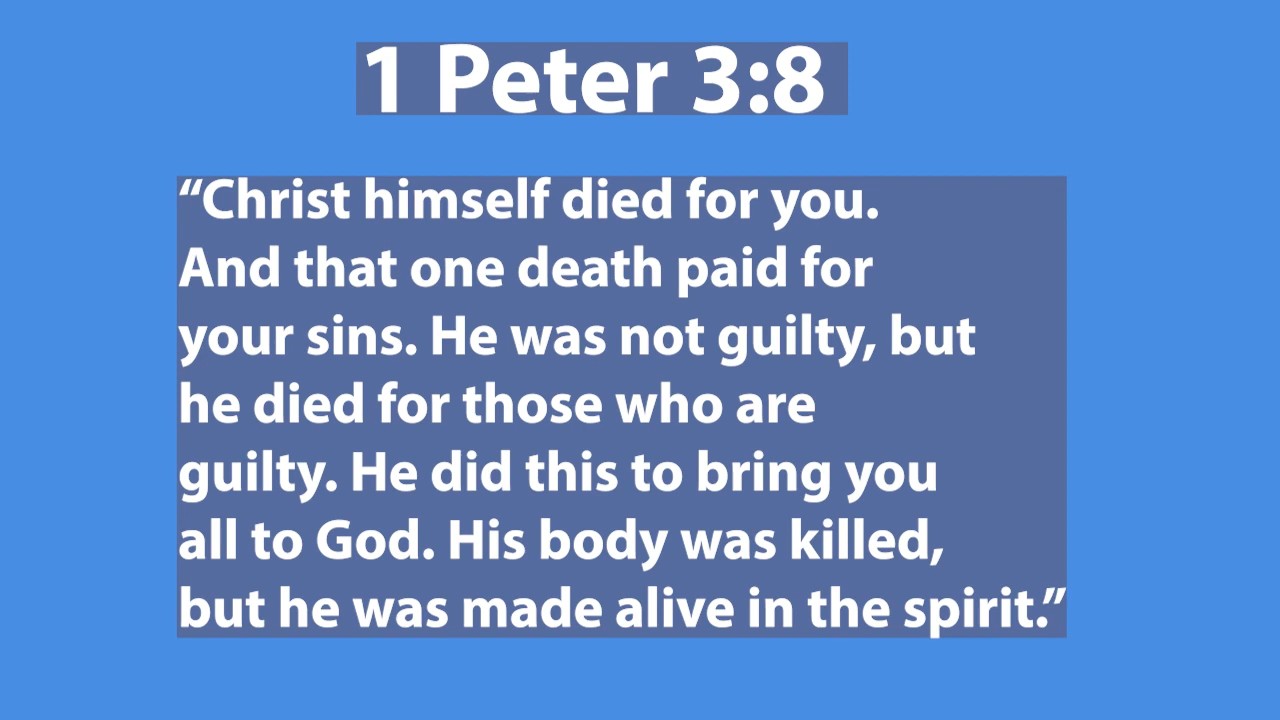 1 Peter 3:8
“Christ himself died for you.
And that one death paid for
your sins. He was not guilty, but
he died for those who are
guilty. He did this to bring you
all to God. His body was killed,
but he was made alive in the spirit.”